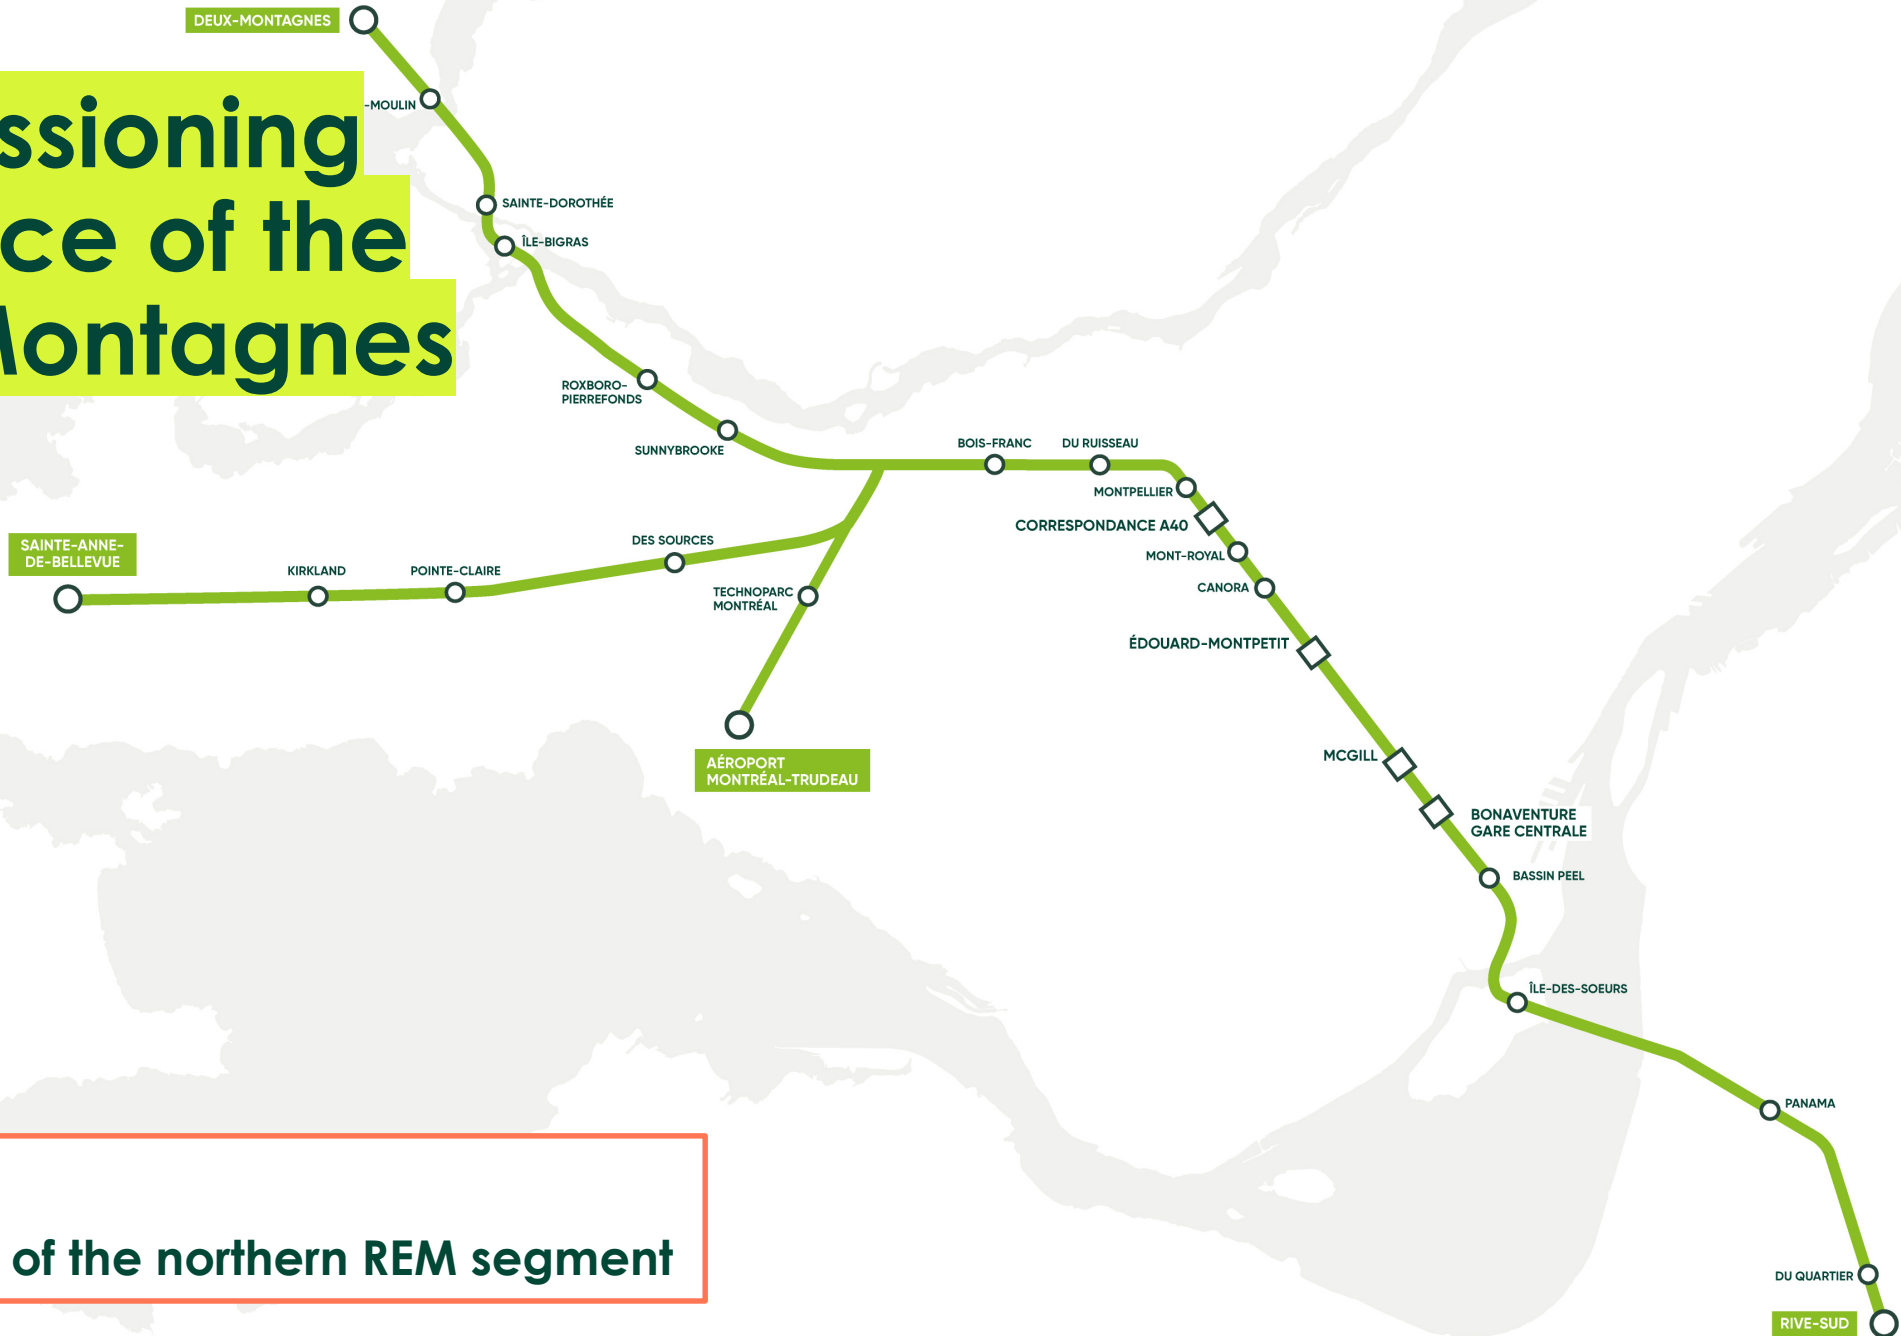 DEUX-MONTAGNES
-MOULIN
ssioning
ce of the
Montagnes
SAINTE-DOROTHÉE
ÎLE-BIGRAS
ROXBORO-
PIERREFONDS
SUNNYBROOKE
BOIS-FRANC
DU RUISSEAU
MONTPELLIER
CORRESPONDANCE A40
MONT-ROYAL
CANORA
ÉDOUARD-MONTPETIT
SAINTE-ANNE-
DE-BELLEVUE
KIRKLAND
POINTE-CLAIRE
DES SOURCES
TECHNOPARC
MONTRÉAL
AÉROPORT
MONTRÉAL-TRUDEAU
MCGILL
BONAVENTURE
GARE CENTRALE
BASSIN PEEL
ÎLE-DES-SOEURS
PANAMA
DU QUARTIER
RIVE-SUD
of the northern REM segment